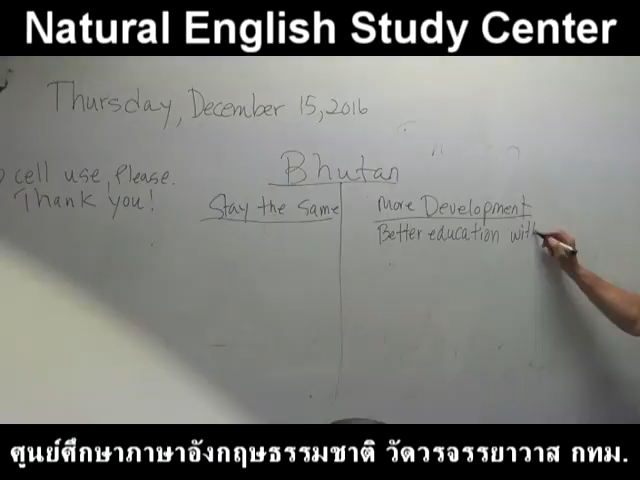 Natural English Study Center
Thursday, December 15, 2016
cell use, Please.
Thank you!
Bhutan
Stay the same
More Development
Better education with
ศูนย์ศึกษาภาษาอังกฤษธรรมชาติ วัดวรจรรยาวาส กทม.